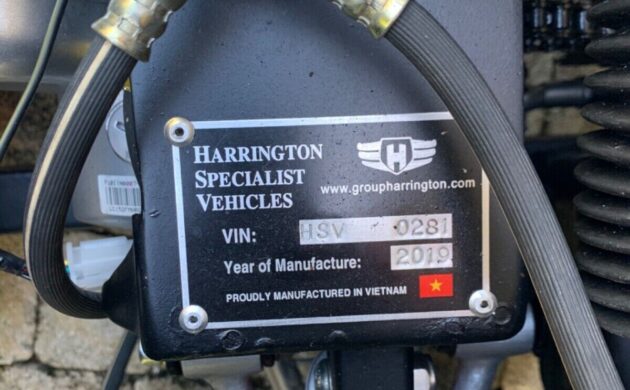 HARRINGTON
SPECIALIST
VEHICLES
H
www.groupharrington.com
VIN: HSV 0281
Year of Manufacture: 2019
PROUDLY MANUFACTURED IN VIETNAM